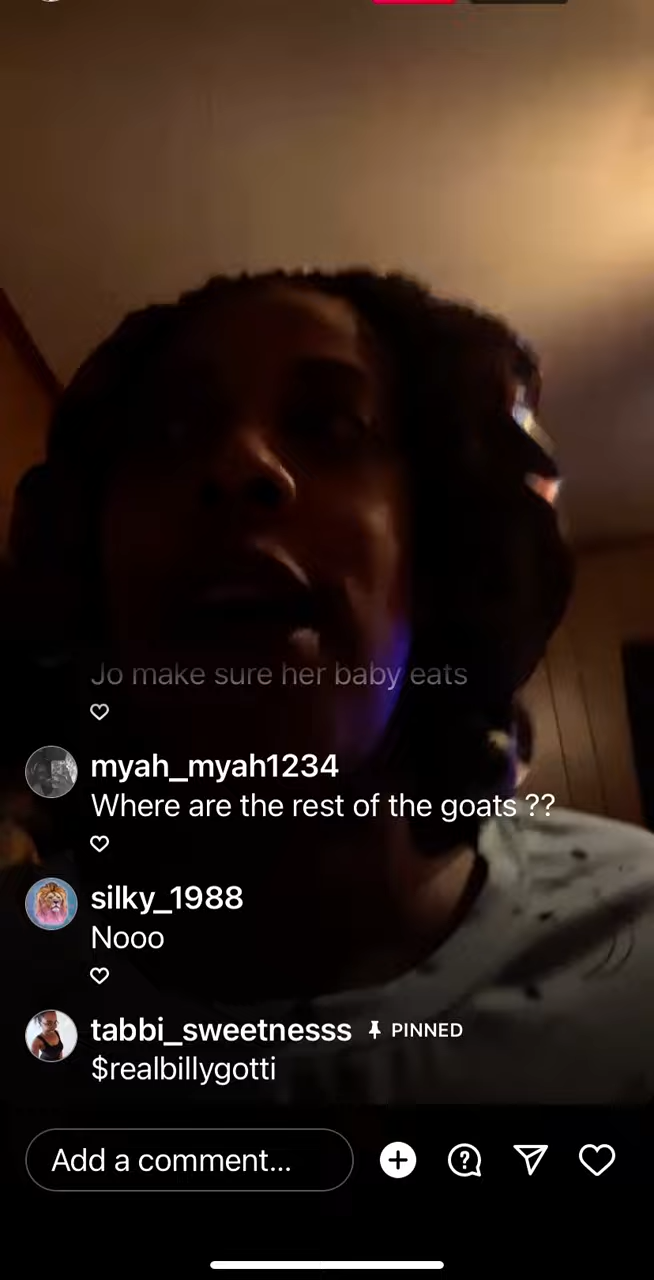 Jo make sure her baby eats
myah_myah1234
Where are the rest of the goats ??
silky_1988
Nooo
tabbi_sweetnesss PINNED
$realbillygotti
Add a comment...